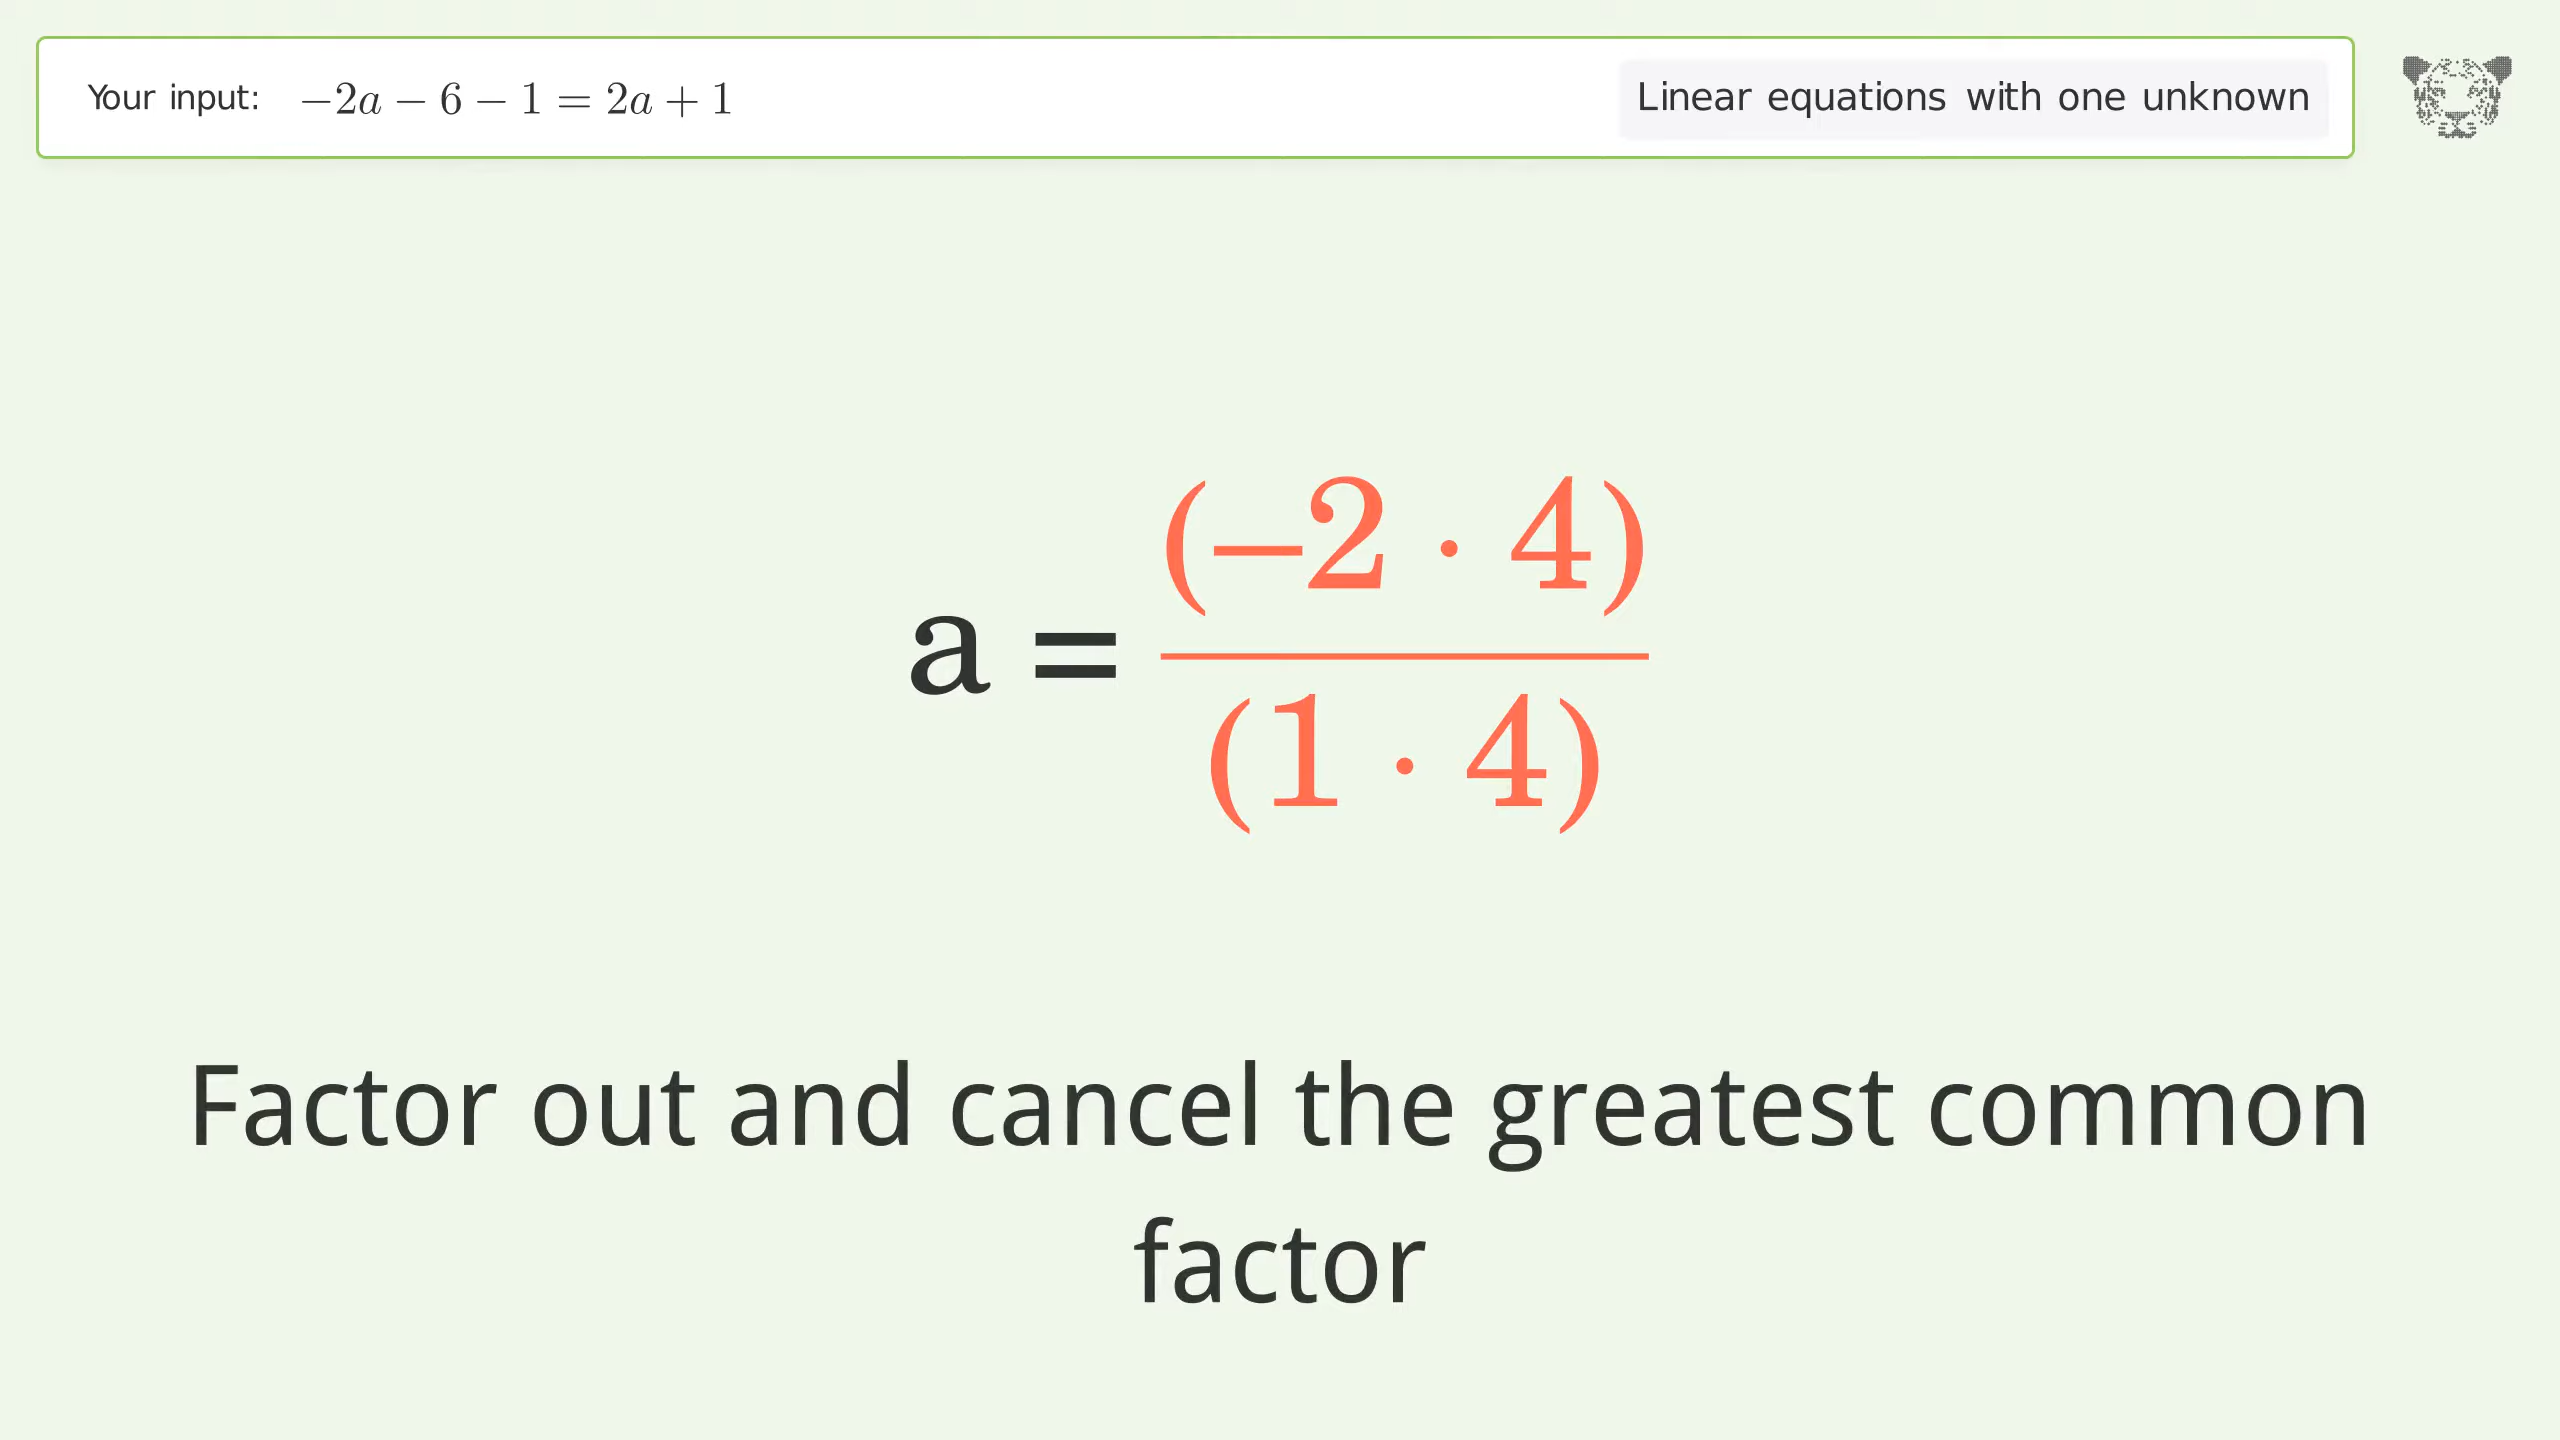 Your input: −2a − 6 − 1 = 2a + 1 Linear equations with one unknown
a = (−2 · 4) / (1 · 4)
Factor out and cancel the greatest common
factor